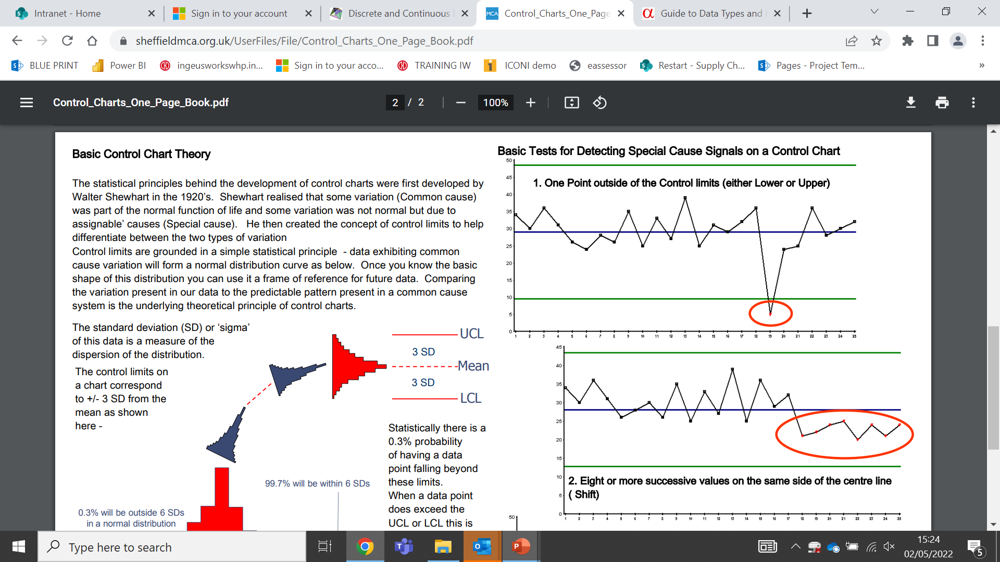 Intranet - Home
Sign in to your account
Discrete and Continuous
Control_Charts_One_Page
Guide to Data Types and
sheffieldmca.org.uk/UserFiles/File/Control_Charts_One_Page_Book.pdf
BLUE PRINT
Power BI
ingeusworkswhp.in...
Sign in to your acco...
TRAINING IW
ICONI demo
eassessor
Restart - Supply Ch...
Pages - Project Tem...
»
Control_Charts_One_Page_Book.pdf
2 / 2
100%
Basic Control Chart Theory
The statistical principles behind the development of control charts were first developed by
Walter Shewhart in the 1920's. Shewhart realised that some variation (Common cause)
was part of the normal function of life and some variation was not normal but due to
assignable' causes (Special cause). He then created the concept of control limits to help
differentiate between the two types of variation
Control limits are grounded in a simple statistical principle - data exhibiting common
cause variation will form a normal distribution curve as below. Once you know the basic
shape of this distribution you can use it a frame of reference for future data. Comparing
the variation present in our data to the predictable pattern present in a common cause
system is the underlying theoretical principle of control charts.
The standard deviation (SD) or 'sigma'
of this data is a measure of the
dispersion of the distribution.
The control limits on
a chart correspond
to +/- 3 SD from the
mean as shown
here -
UCL
3 SD
Mean
3 SD
LCL
Statistically there is a
0.3% probability
of having a data
point falling beyond
these limits.
When a data point
does exceed the
UCL or LCL this is
99.7% will be within 6 SDs
0.3% will be outside 6 SDs
in a normal distribution
Basic Tests for Detecting Special Cause Signals on a Control Chart
50
45
1. One Point outside of the Control limits (either Lower or Upper)
40
35
30
25
20
15
10
5
0
1 2 3 4 5 6 7 8 9 10 11 12 13 14 15 16 17 18 19 20 21 22 23 24 25
45
40
35
30
25
20
15
10
2. Eight or more successive values on the same side of the centre line
( Shift)
5
0
1 2 3 4 5 6 7 8 9 10 11 12 13 14 15 16 17 18 19 20 21 22 23 24 25
50
Type here to search
15:24
02/05/2022
5